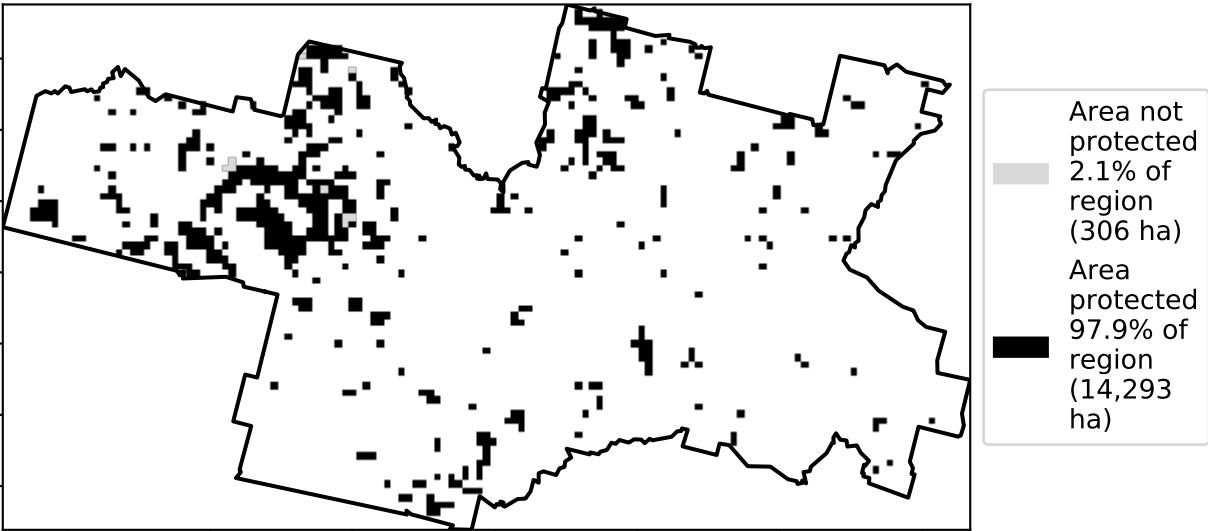 Area not
protected
2.1% of
region
(306 ha)
Area
protected
97.9% of
region
(14,293
ha)